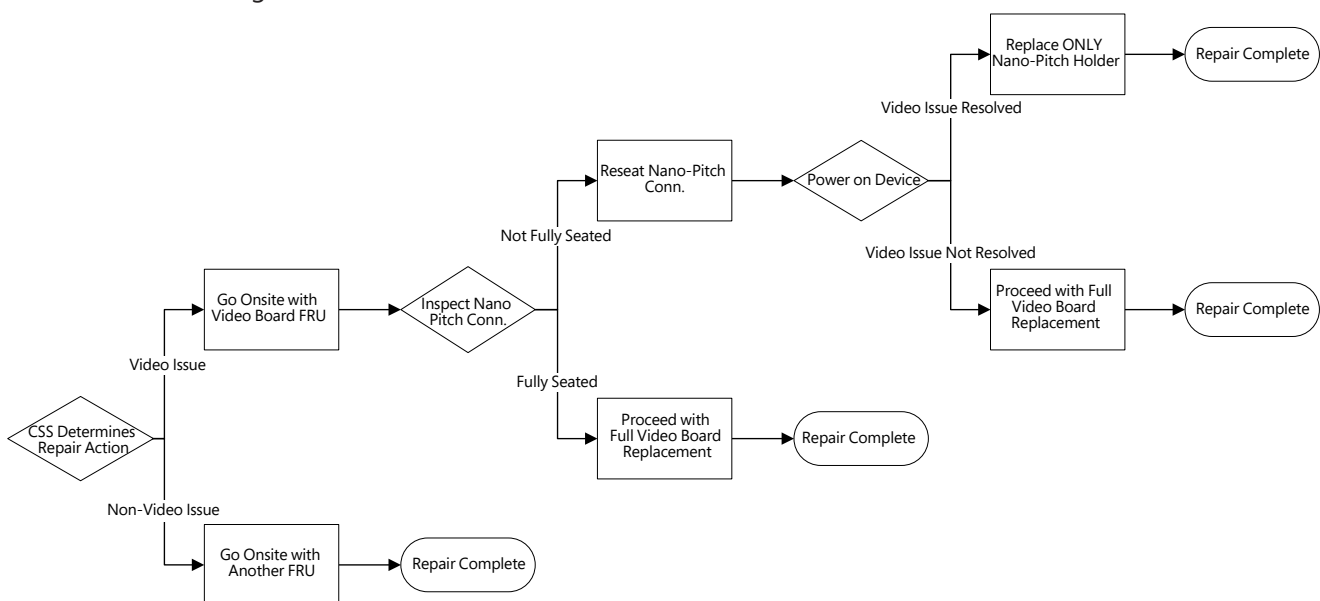 Replace ONLY
Nano-Pitch Holder
Repair Complete
Video Issue Resolved
Reseat Nano-Pitch
Conn.
Power on Device
Not Fully Seated
Video Issue Not Resolved
Go Onsite with
Video Board FRU
Inspect Nano
Pitch Conn.
Proceed with Full
Video Board
Replacement
Repair Complete
Video Issue
Fully Seated
CSS Determines
Repair Action
Proceed with
Full Video Board
Replacement
Repair Complete
Non-Video Issue
Go Onsite with
Another FRU
Repair Complete